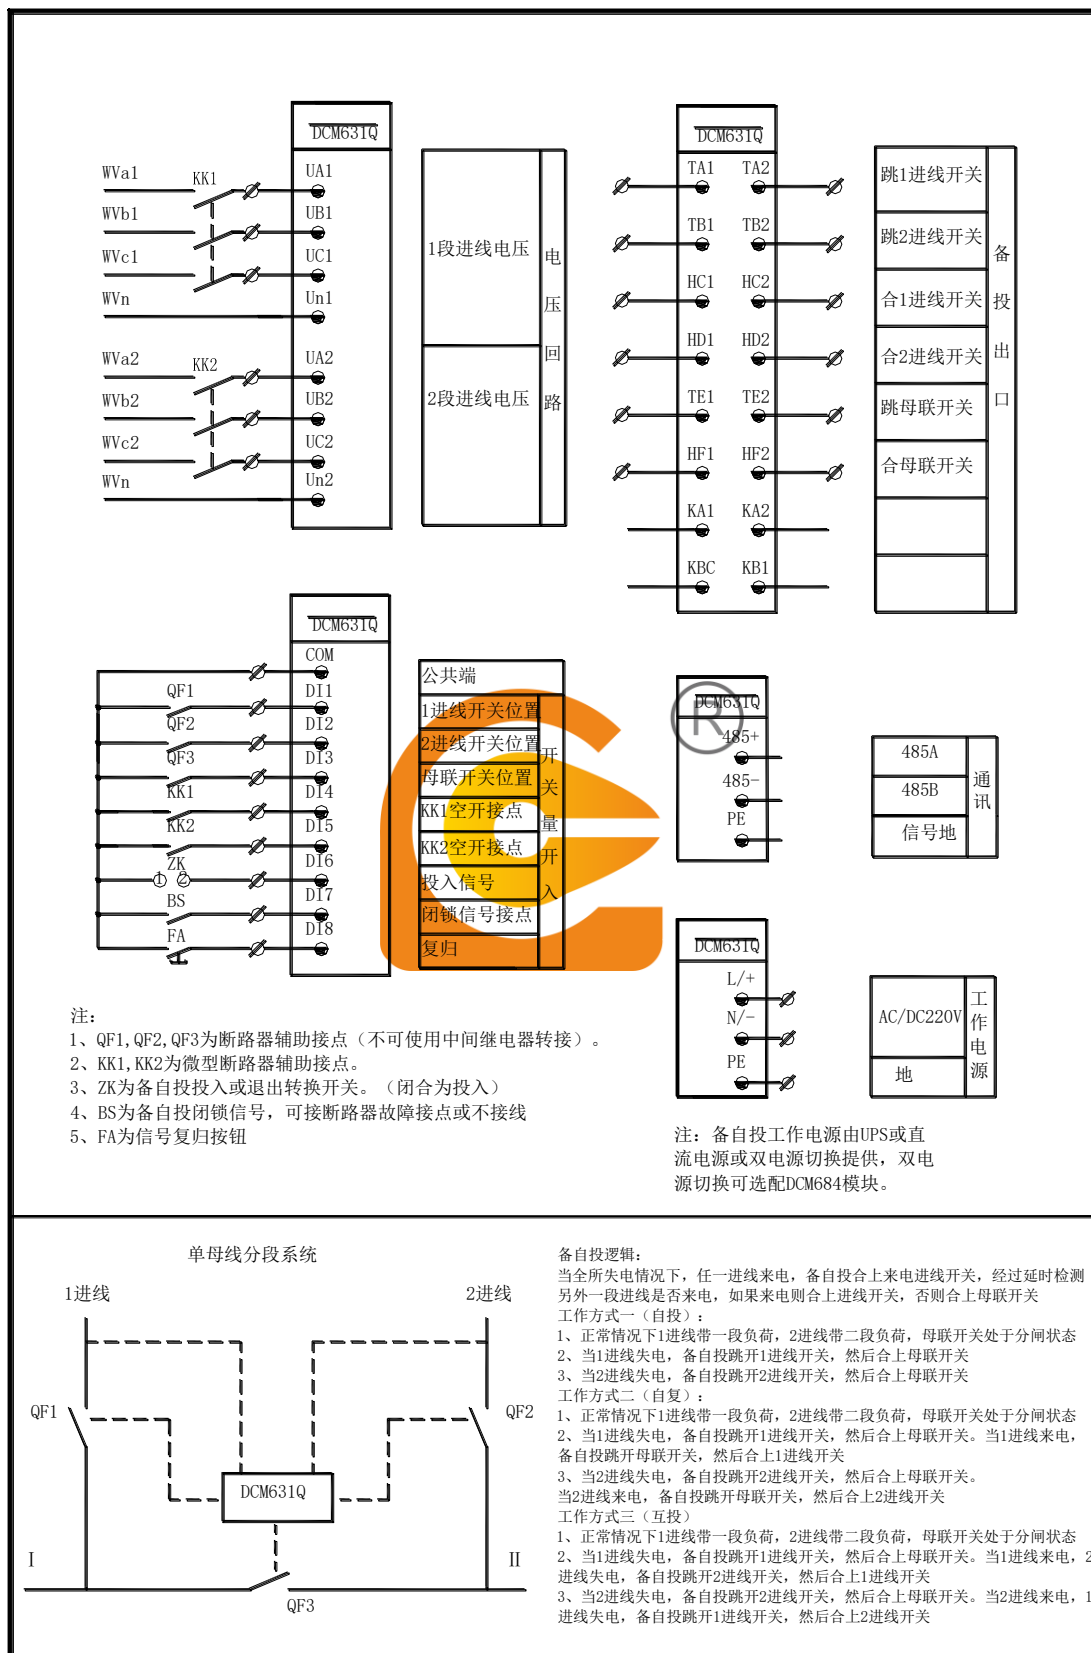 DCM631Q
WVa1
KK1
UA1
WVb1
UB1
WVc1
UC1
WVn
Un1
WVa2
KK2
UA2
WVb2
UB2
WVc2
UC2
WVn
Un2
1段进线电压
2段进线电压
电压回路
DCM631Q
TA1 TA2
TB1 TB2
HC1 HC2
HD1 HD2
TE1 TE2
HF1 HF2
KA1 KA2
KBC KB1
跳1进线开关
跳2进线开关
合1进线开关
合2进线开关
跳母联开关
合母联开关
备投出口
DCM631Q
COM
QF1
DI1
QF2
DI2
QF3
DI3
KK1
DI4
KK2
DI5
ZK
DI6
1 2
BS
DI7
FA
DI8
公共端
1进线开关位置
2进线开关位置
母联开关位置
KK1空开接点
KK2空开接点
投入信号
闭锁信号接点
复归
开关量开入
®
DCM631Q
485+
485-
PE
485A
485B
信号地
通讯
DCM631Q
L/+
N/-
PE
AC/DC220V
地
工作电源
注:
1、QF1,QF2,QF3为断路器辅助接点（不可使用中间继电器转接）。
2、KK1,KK2为微型断路器辅助接点。
3、ZK为备自投投入或退出转换开关。（闭合为投入）
4、BS为备自投闭锁信号，可接断路器故障接点或不接线
5、FA为信号复归按钮
注: 备自投工作电源由UPS或直
流电源或双电源切换提供，双电
源切换可选配DCM684模块。
单母线分段系统
1进线
2进线
QF1
QF2
DCM631Q
I
II
QF3
备自投逻辑:
当全所失电情况下，任一进线来电，备自投合上来电进线开关，经过延时检测
另外一段进线是否来电，如果来电则合上进线开关，否则合上母联开关
工作方式一（自投）:
1、正常情况下1进线带一段负荷，2进线带二段负荷，母联开关处于分闸状态
2、当1进线失电，备自投跳开1进线开关，然后合上母联开关
3、当2进线失电，备自投跳开2进线开关，然后合上母联开关
工作方式二（自复）:
1、正常情况下1进线带一段负荷，2进线带二段负荷，母联开关处于分闸状态
2、当1进线失电，备自投跳开1进线开关，然后合上母联开关。当1进线来电，
备自投跳开母联开关，然后合上1进线开关
3、当2进线失电，备自投跳开2进线开关，然后合上母联开关。
当2进线来电，备自投跳开母联开关，然后合上2进线开关
工作方式三（互投）
1、正常情况下1进线带一段负荷，2进线带二段负荷，母联开关处于分闸状态
2、当1进线失电，备自投跳开1进线开关，然后合上母联开关。当1进线来电，2
进线失电，备自投跳开2进线开关，然后合上1进线开关
3、当2进线失电，备自投跳开2进线开关，然后合上母联开关。当2进线来电，1
进线失电，备自投跳开1进线开关，然后合上2进线开关